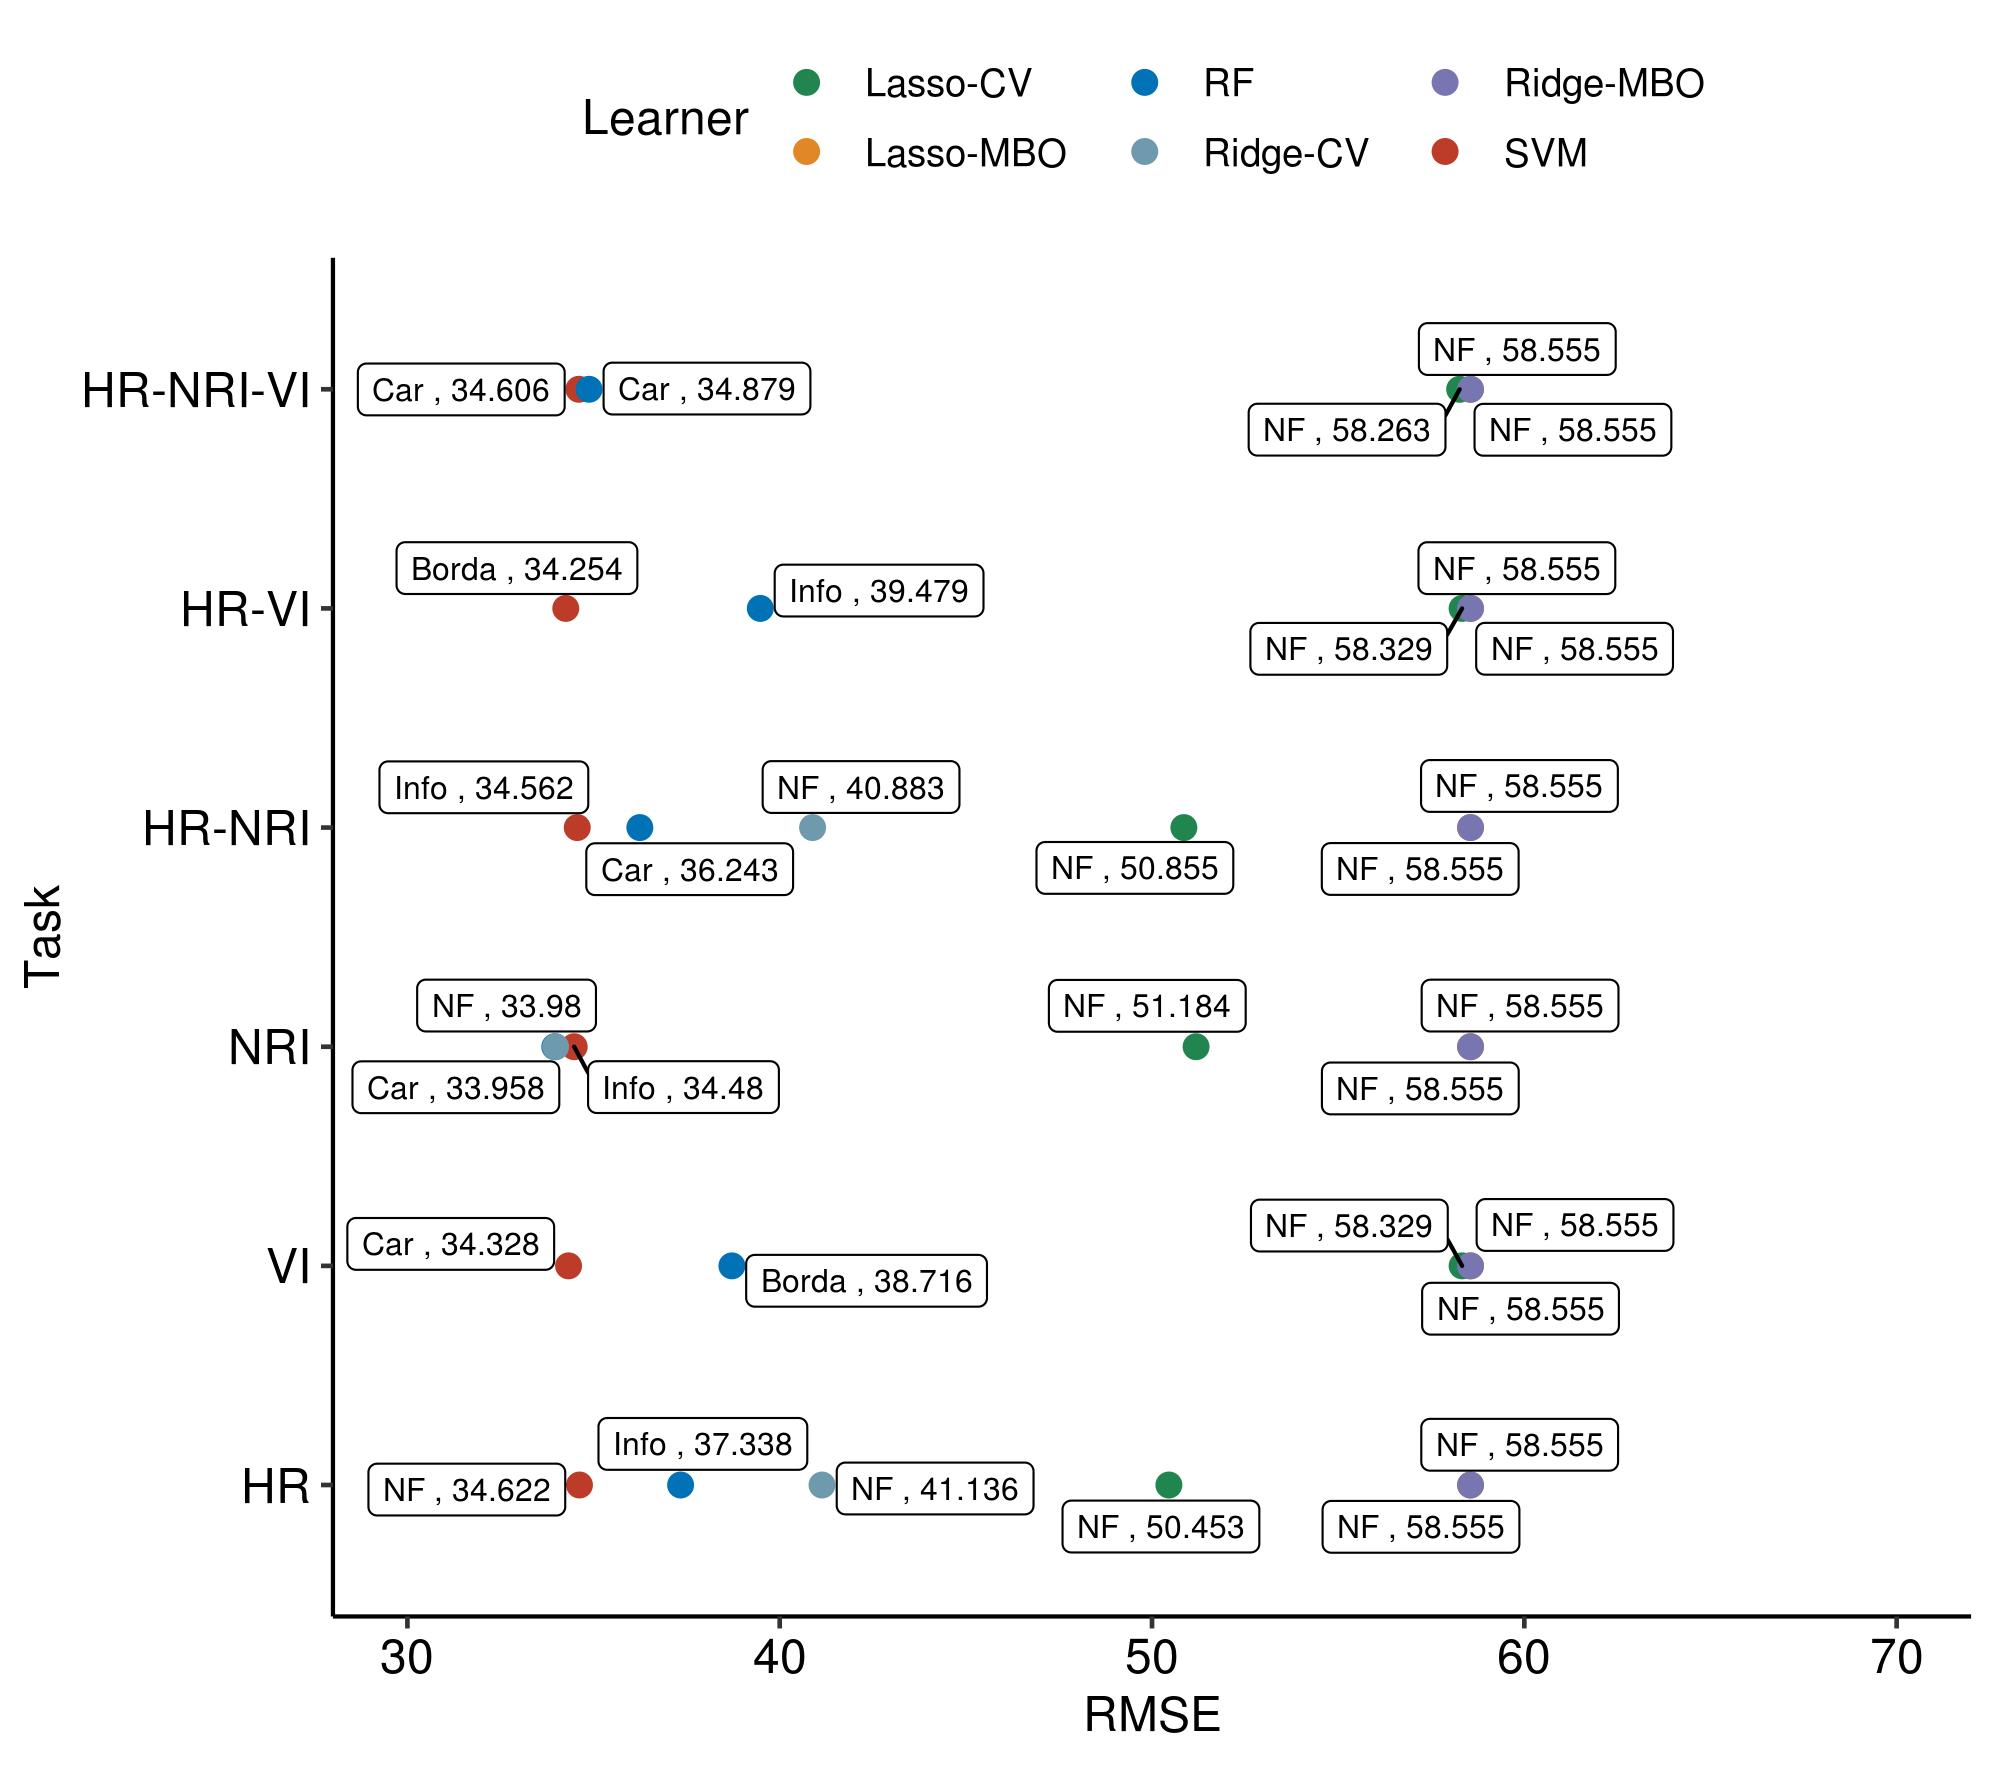 Learner
Lasso-CV
RF
Ridge-MBO
Lasso-MBO
Ridge-CV
SVM
Task
HR-NRI-VI
NF , 58.555
Car , 34.606
Car , 34.879
NF , 58.263
NF , 58.555
HR-VI
Borda , 34.254
NF , 58.555
Info , 39.479
NF , 58.329
NF , 58.555
HR-NRI
Info , 34.562
NF , 40.883
NF , 58.555
Car , 36.243
NF , 50.855
NF , 58.555
NRI
NF , 33.98
NF , 51.184
NF , 58.555
Car , 33.958
Info , 34.48
NF , 58.555
VI
Car , 34.328
NF , 58.329
NF , 58.555
Borda , 38.716
NF , 58.555
HR
Info , 37.338
NF , 58.555
NF , 34.622
NF , 41.136
NF , 50.453
NF , 58.555
30
40
50
60
70
RMSE